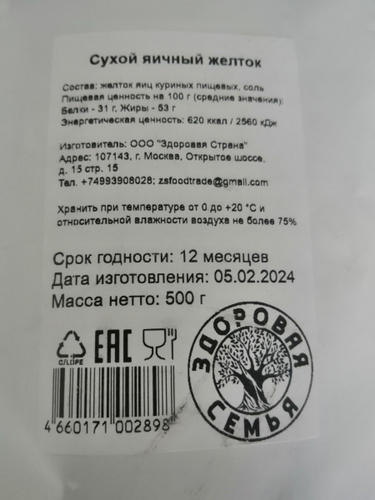 Сухой яичный желток
Состав: желток яиц куриных пищевых, соль
Пищевая ценность на 100 г (средние значения):
Белки - 31 г, Жиры - 53 г
Энергетическая ценность: 620 ккал / 2560 кДж
Изготовитель: ООО "Здоровая Страна"
Адрес: 107143, г. Москва, Открытое шоссе,
д. 15 стр. 15
Тел. +74993908028; zsfoodtrade@gmail.com
Хранить при температуре от 0 до +20 °С и
относительной влажности воздуха не более 75%
Срок годности: 12 месяцев
Дата изготовления: 05.02.2024
Масса нетто: 500 г
C/LDPE
EAC
ЗДОРОВАЯ
СЕМЬЯ
4 660171 002898